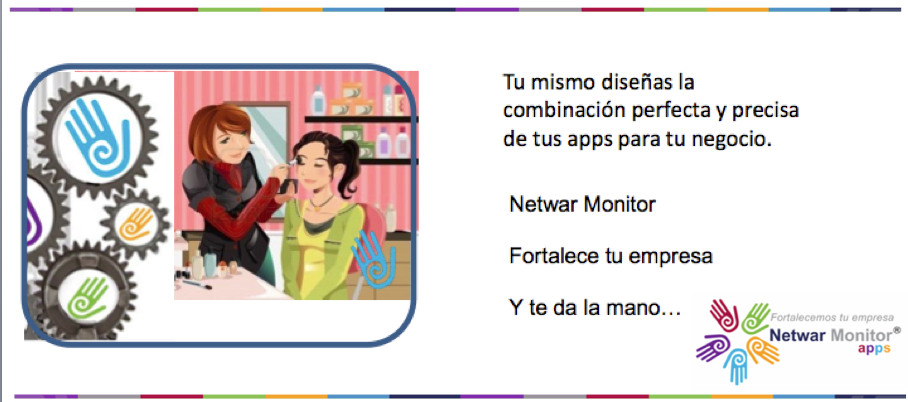 Tu mismo diseñas la
combinación perfecta y precisa
de tus apps para tu negocio.
Netwar Monitor
Fortalece tu empresa
Y te da la mano…
Fortalecemos tu empresa
Netwar Monitor®
apps